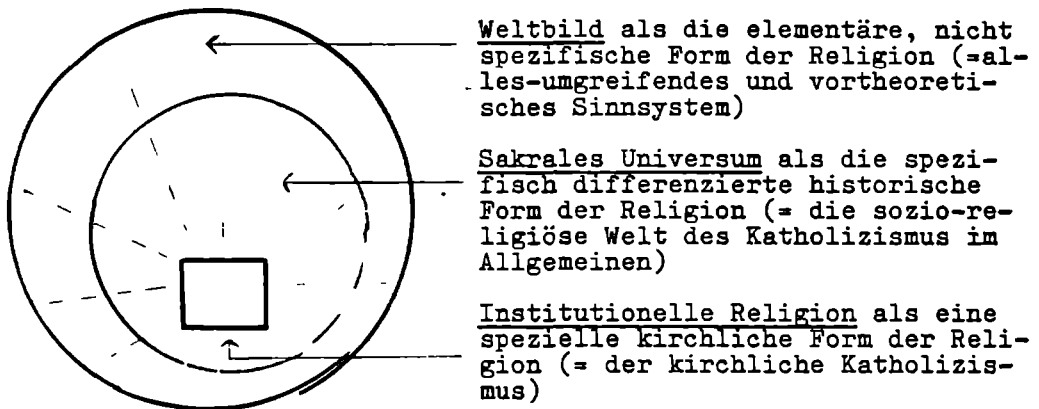 Weltbild als die elementäre, nicht
spezifische Form der Religion (=al-
les-umgreifendes und vortheoreti-
sches Sinnsystem)
Sakrales Universum als die spezi-
fisch differenzierte historische
Form der Religion (= die sozio-re-
ligiöse Welt des Katholizismus im
Allgemeinen)
Institutionelle Religion als eine
spezielle kirchliche Form der Reli-
gion (= der kirchliche Katholizis-
mus)